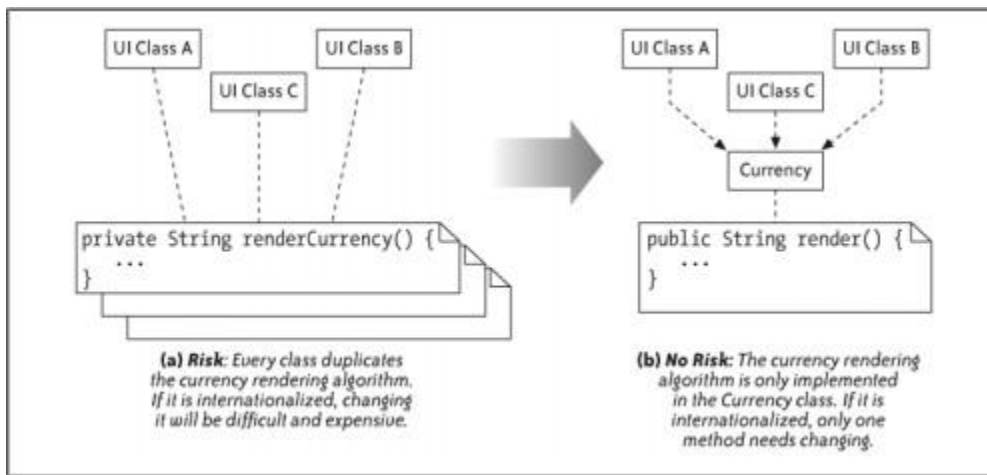 UI Class A
UI Class B
UI Class C
private String renderCurrency() {
...
}
(a) Risk: Every class duplicates
the currency rendering algorithm.
If it is internationalized, changing
it will be difficult and expensive.
UI Class A
UI Class B
UI Class C
Currency
public String render() {
...
}
(b) No Risk: The currency rendering
algorithm is only implemented
in the Currency class. If it is
internationalized, only one
method needs changing.